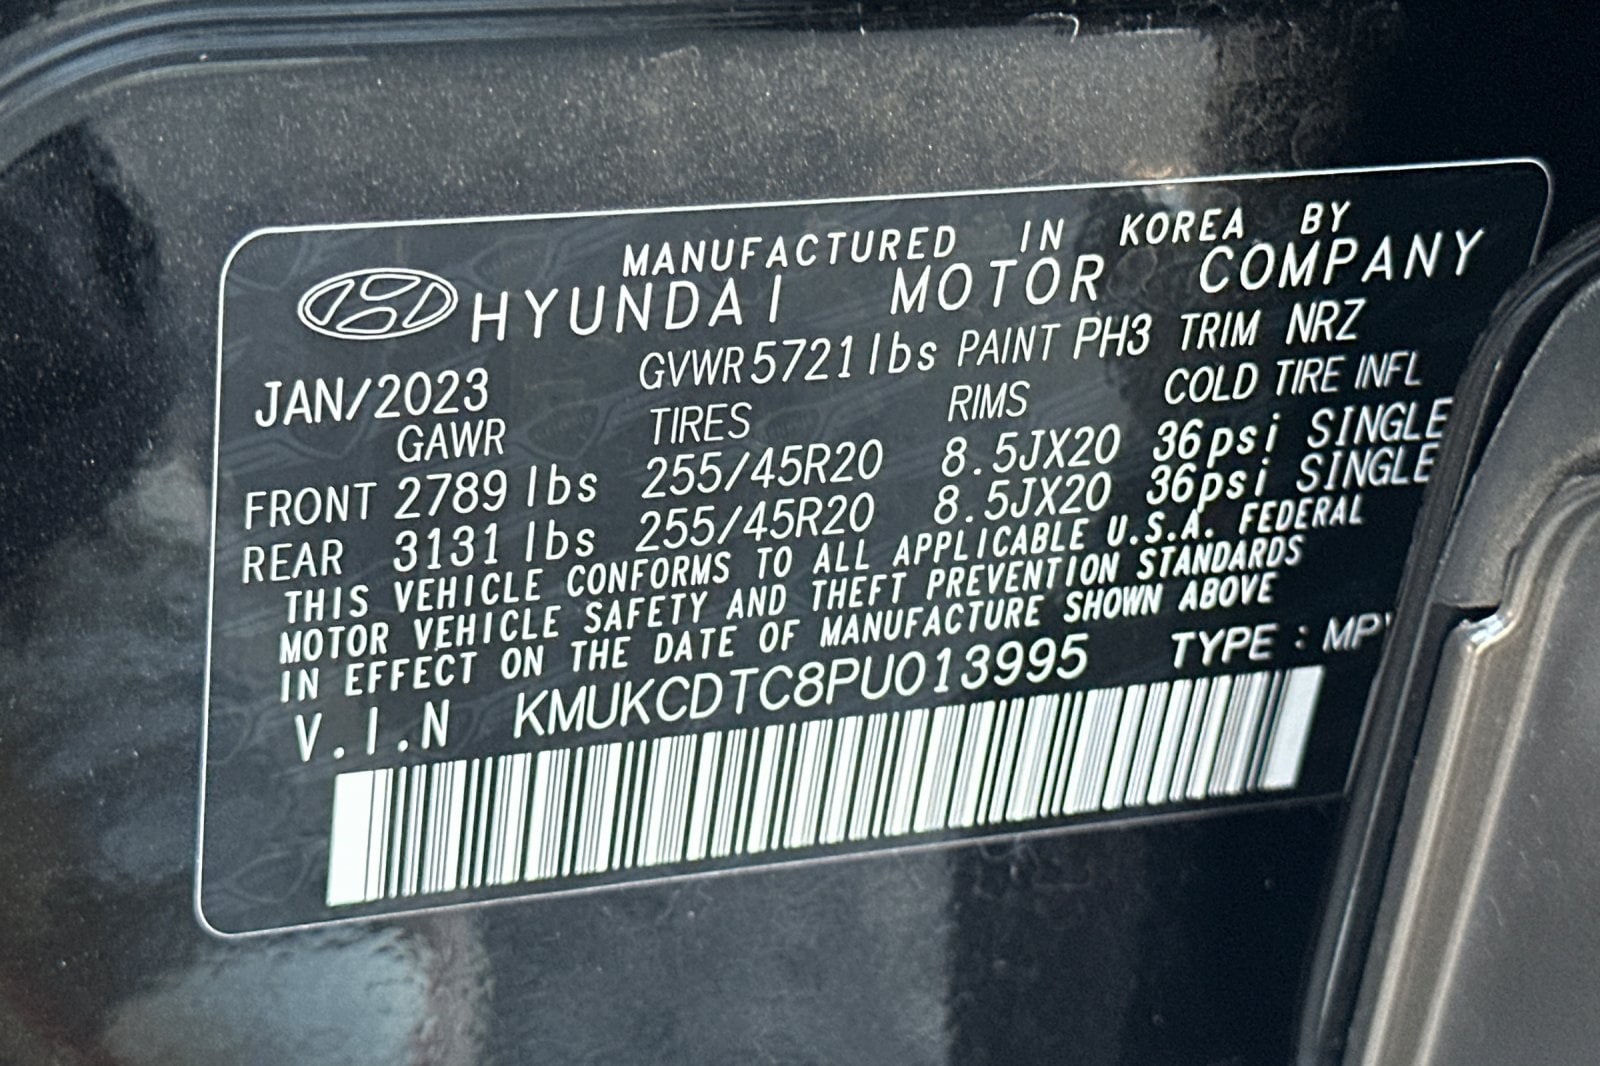 MANUFACTURED IN KOREA BY
HYUNDAI MOTOR COMPANY
JAN/2023 GVWR 5721 lbs PAINT PH3 TRIM NRZ
GAWR TIRES RIMS COLD TIRE INFL
FRONT 2789 lbs 255/45R20 8.5JX20 36psi SINGLE
REAR 3131 lbs 255/45R20 8.5JX20 36psi SINGLE
THIS VEHICLE CONFORMS TO ALL APPLICABLE U.S.A. FEDERAL
MOTOR VEHICLE SAFETY AND THEFT PREVENTION STANDARDS
IN EFFECT ON THE DATE OF MANUFACTURE SHOWN ABOVE
V.I.N KMUKCDTC8PU013995 TYPE :